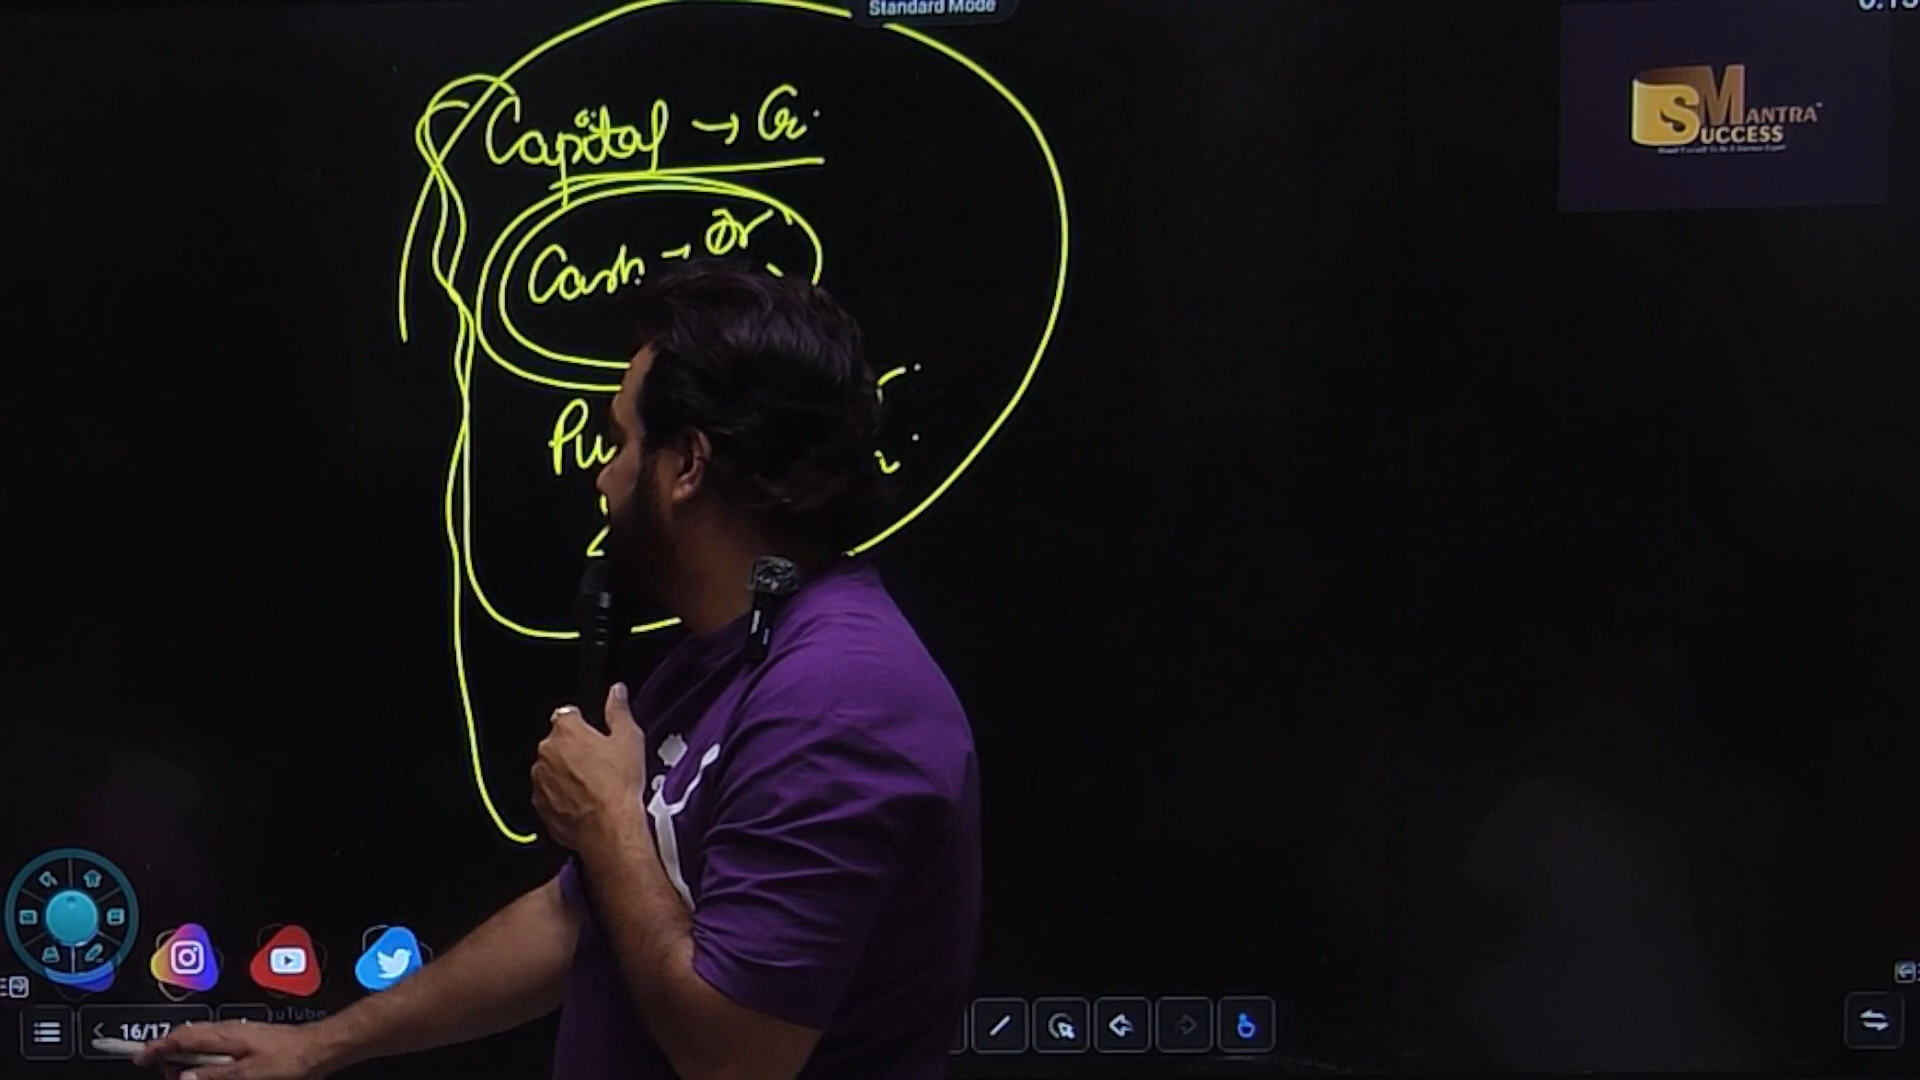 Standard Mode
Capital → Cr.
Cash → Dr
Pu
SUCCESS MANTRA
16/17